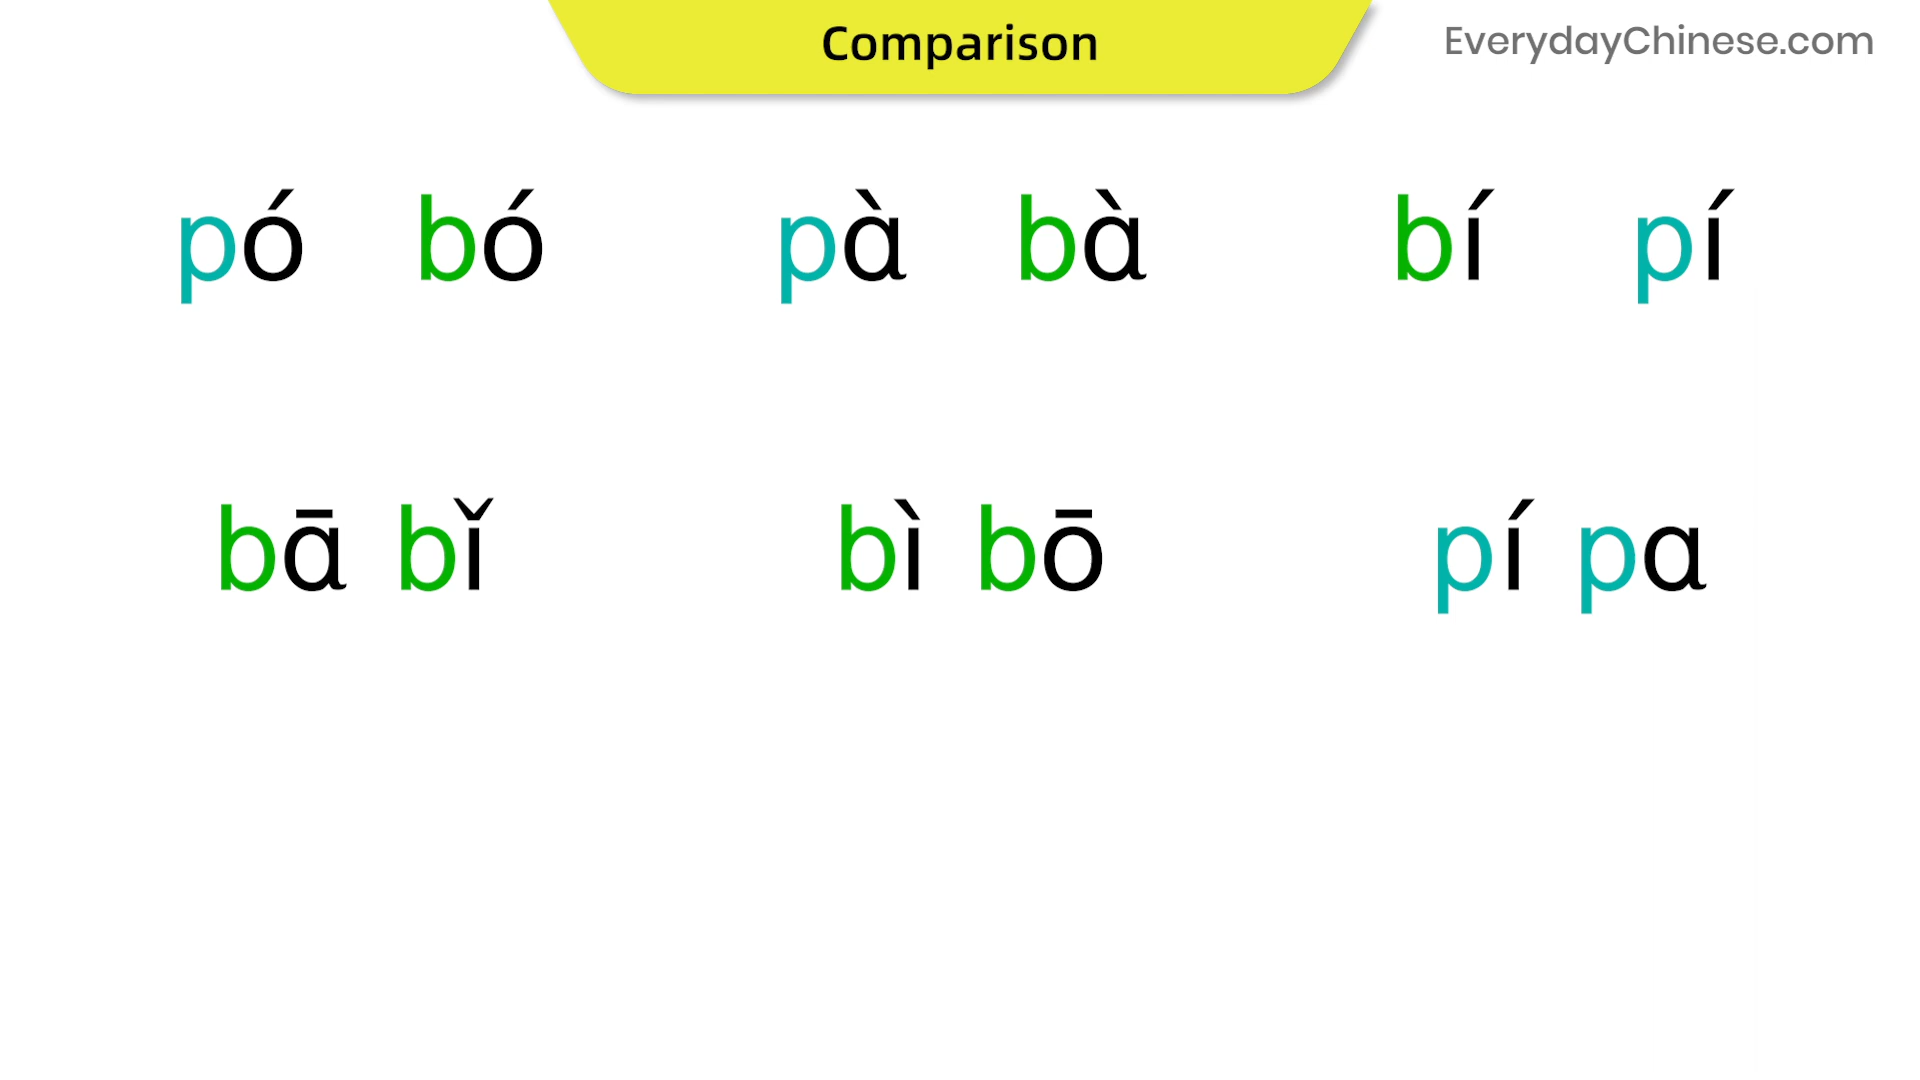 Comparison
EverydayChinese.com
pó bó pà bà bí pí
bā bǐ bì bō pí pa